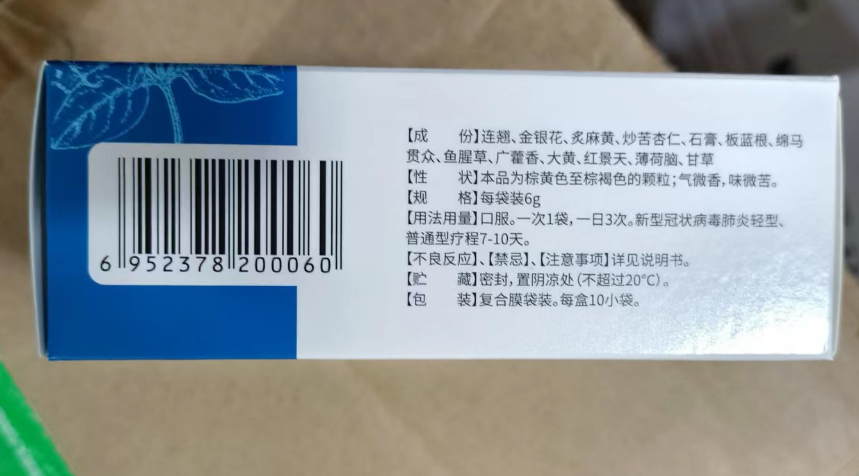 【成　份】连翘、金银花、炙麻黄、炒苦杏仁、石膏、板蓝根、绵马
贯众、鱼腥草、广藿香、大黄、红景天、薄荷脑、甘草
【性　状】本品为棕黄色至棕褐色的颗粒；气微香，味微苦。
【规　格】每袋装6g
【用法用量】口服。一次1袋，一日3次。新型冠状病毒肺炎轻型、
普通型疗程7-10天。
【不良反应】、【禁忌】、【注意事项】详见说明书。
【贮　藏】密封，置阴凉处（不超过20℃）。
【包　装】复合膜袋装。每盒10小袋。
6 952378 200060